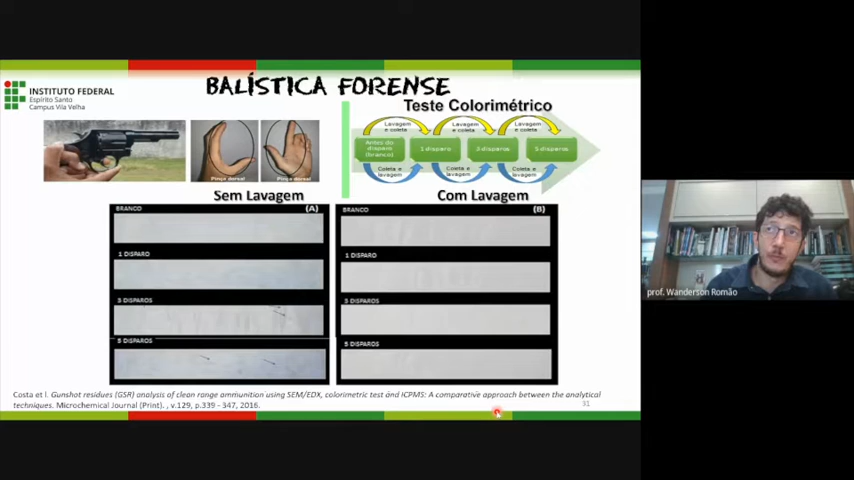 BALÍSTICA FORENSE
INSTITUTO FEDERAL
Espírito Santo
Campus Vila Velha
Teste Colorimétrico
Lavagem
e coleta
Lavagem
e coleta
Lavagem
e coleta
Antes do
disparo
(branco)
1 disparo
3 disparos
5 disparos
Coleta e
lavagem
Coleta e
lavagem
Coleta e
lavagem
Pinça dorsal
Pinça dorsal
Sem Lavagem
Com Lavagem
BRANCO
(A)
1 DISPARO
3 DISPAROS
5 DISPAROS
BRANCO
(B)
1 DISPARO
3 DISPAROS
5 DISPAROS
prof. Wanderson Romão
Costa et l. Gunshot residues (GSR) analysis of clean range ammunition using SEM/EDX, colorimetric test and ICPMS: A comparative approach between the analytical
techniques. Microchemical Journal (Print). , v.129, p.339 - 347, 2016.
31